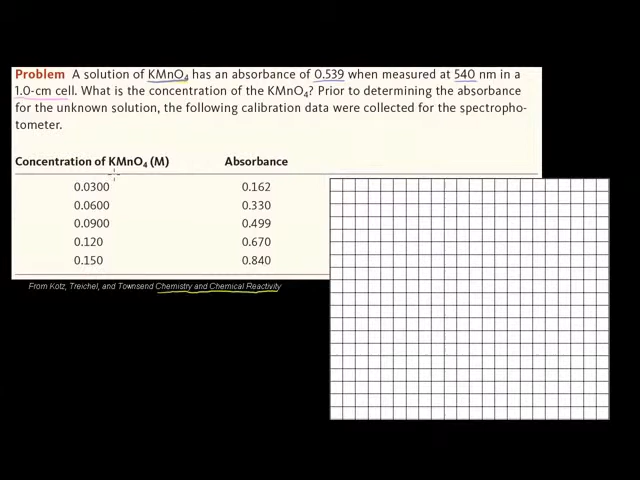 Problem A solution of KMnO₄ has an absorbance of 0.539 when measured at 540 nm in a
1.0-cm cell. What is the concentration of the KMnO₄? Prior to determining the absorbance
for the unknown solution, the following calibration data were collected for the spectropho-
tometer.
Concentration of KMnO₄ (M) Absorbance
0.0300 0.162
0.0600 0.330
0.0900 0.499
0.120 0.670
0.150 0.840
From Kotz, Treichel, and Townsend Chemistry and Chemical Reactivity